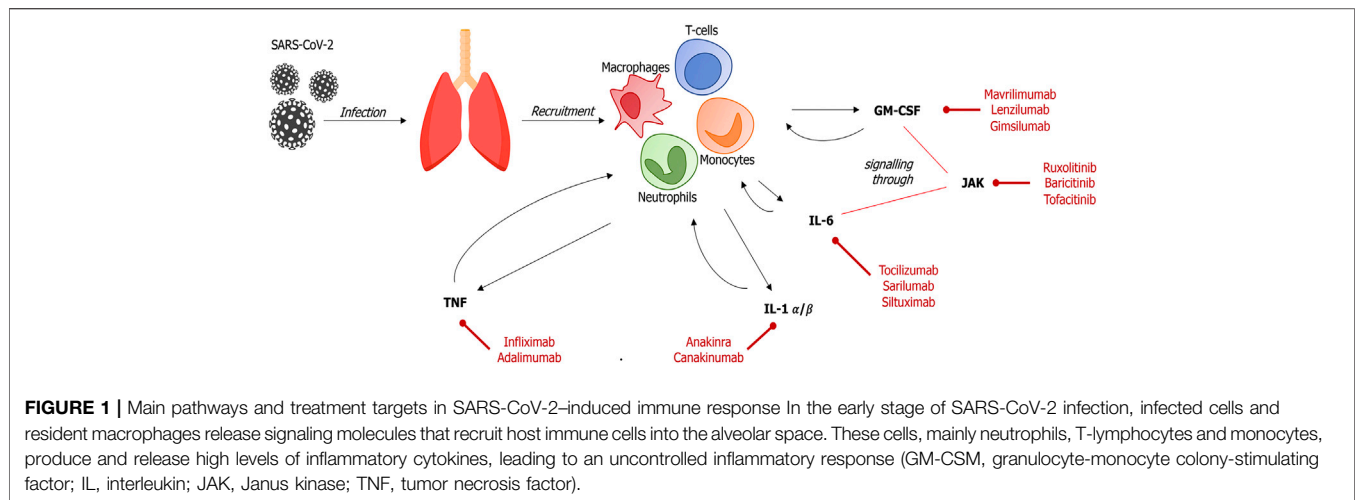 SARS-CoV-2
T-cells
Macrophages
Infection
Recruitment
Monocytes
Neutrophils
GM-CSF
Mavrilimumab
Lenzilumab
Gimsilumab
signalling
through
JAK
Ruxolitinib
Baricitinib
Tofacitinib
IL-6
Tocilizumab
Sarilumab
Siltuximab
TNF
IL-1 α/β
Infliximab
Adalimumab
Anakinra
Canakinumab
FIGURE 1 | Main pathways and treatment targets in SARS-CoV-2–induced immune response In the early stage of SARS-CoV-2 infection, infected cells and
resident macrophages release signaling molecules that recruit host immune cells into the alveolar space. These cells, mainly neutrophils, T-lymphocytes and monocytes,
produce and release high levels of inflammatory cytokines, leading to an uncontrolled inflammatory response (GM-CSM, granulocyte-monocyte colony-stimulating
factor; IL, interleukin; JAK, Janus kinase; TNF, tumor necrosis factor).